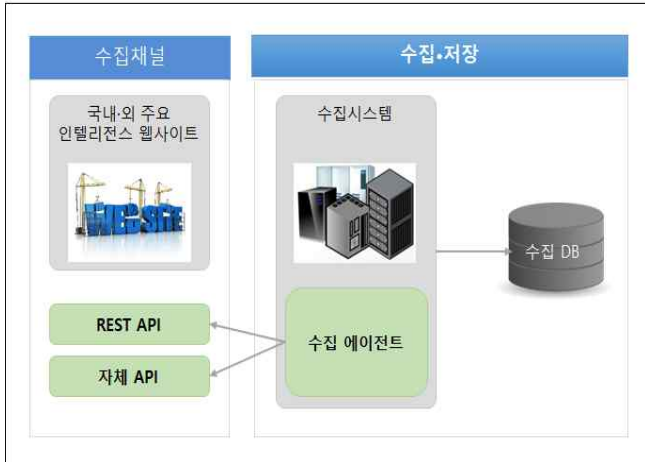 수집채널
국내·외 주요
인텔리전스 웹사이트
WEBSITE
REST API
자체 API
수집•저장
수집시스템
수집 에이전트
수집 DB